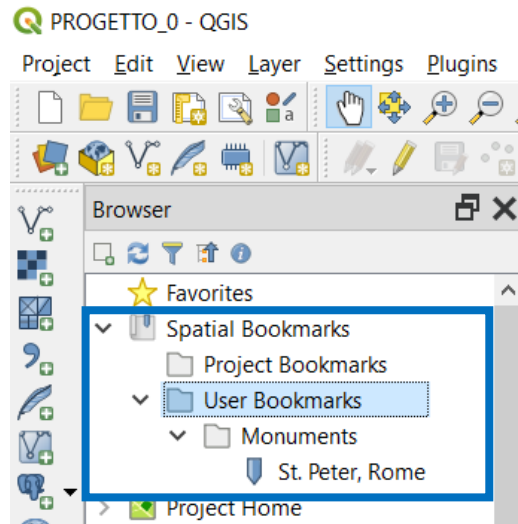 PROGETTO_0 - QGIS
Project Edit View Layer Settings Plugins
a
Browser
Favorites
Spatial Bookmarks
Project Bookmarks
User Bookmarks
Monuments
St. Peter, Rome
Project Home